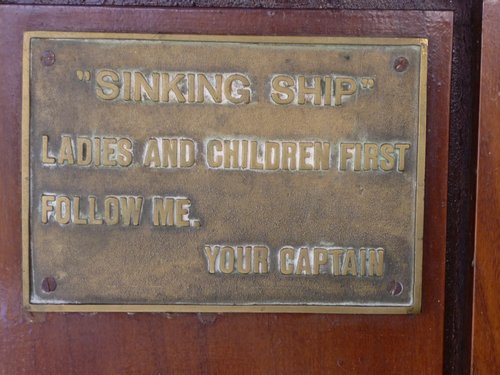 "SINKING SHIP"
LADIES AND CHILDREN FIRST
FOLLOW ME.
YOUR CAPTAIN